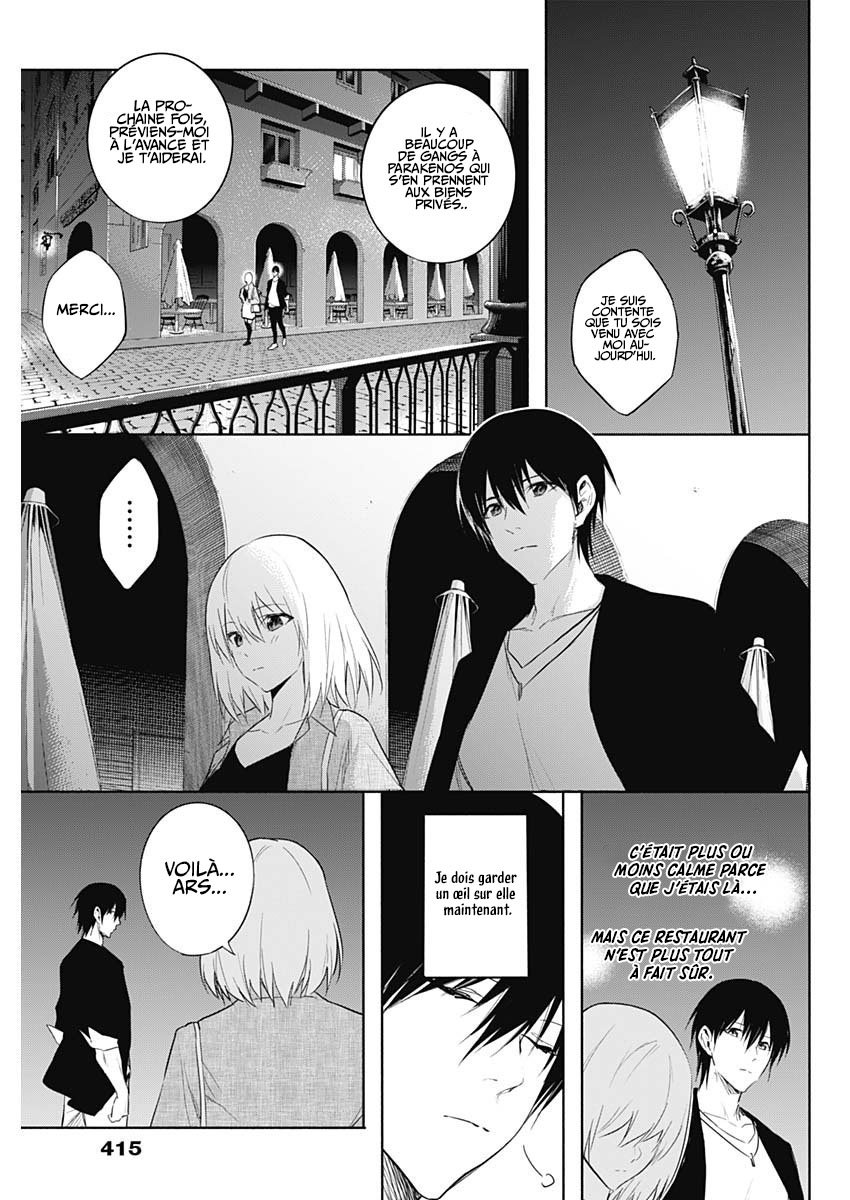 JE SUIS
CONTENTE
QUE TU SOIS
VENU AVEC
MOI AU-
JOURD'HUI.
IL Y A
BEAUCOUP
DE GANGS À
PARAKENOS QUI
S'EN PRENNENT
AUX BIENS
PRIVÉS..
LA PRO-
CHAINE FOIS,
PRÉVIENS-MOI
À L'AVANCE ET
JE T'AIDERAI.
MERCI...
......
C'ÉTAIT PLUS OU
MOINS CALME PARCE
QUE J'ÉTAIS LÀ...
MAIS CE RESTAURANT
N'EST PLUS TOUT
À FAIT SÛR.
Je dois garder
un œil sur elle
maintenant.
VOILÀ...
ARS...
415